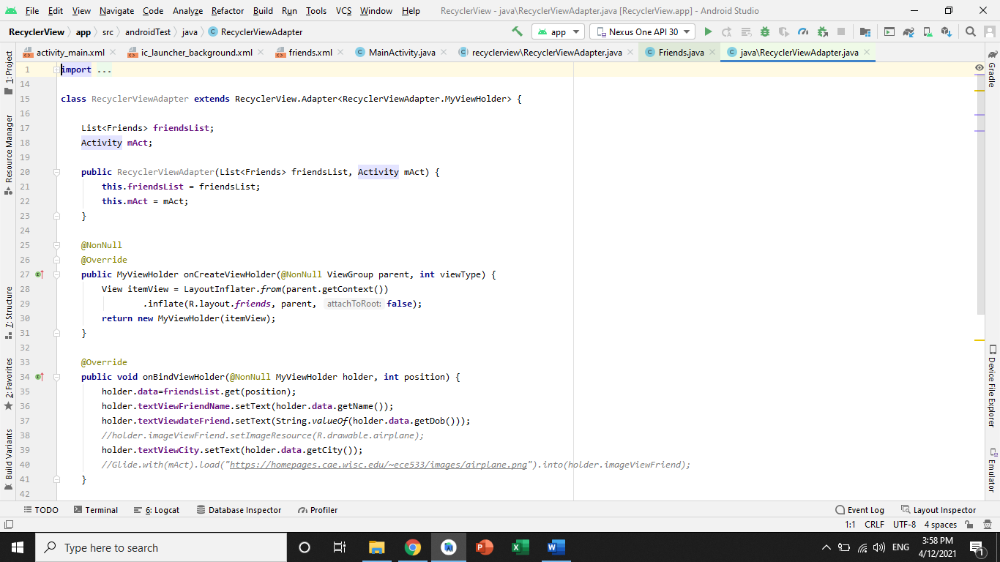 File Edit View Navigate Code Analyze Refactor Build Run Tools VCS Window Help RecyclerView - java\RecyclerViewAdapter.java [RecyclerView.app] - Android Studio
RecyclerView app src androidTest java RecyclerViewAdapter app Nexus One API 30
activity_main.xml ic_launcher_background.xml friends.xml MainActivity.java recyclerview\RecyclerViewAdapter.java Friends.java java\RecyclerViewAdapter.java
1: Project
Resource Manager
7: Structure
2: Favorites
Build Variants
1 import ...
14
15 class RecyclerViewAdapter extends RecyclerView.Adapter<RecyclerViewAdapter.MyViewHolder> {
16
17 List<Friends> friendsList;
18 Activity mAct;
19
20 public RecyclerViewAdapter(List<Friends> friendsList, Activity mAct) {
21 this.friendsList = friendsList;
22 this.mAct = mAct;
23 }
24
25 @NonNull
26 @Override
27 public MyViewHolder onCreateViewHolder(@NonNull ViewGroup parent, int viewType) {
28 View itemView = LayoutInflater.from(parent.getContext())
29 .inflate(R.layout.friends, parent, attachToRoot: false);
30 return new MyViewHolder(itemView);
31 }
32
33 @Override
34 public void onBindViewHolder(@NonNull MyViewHolder holder, int position) {
35 holder.data=friendsList.get(position);
36 holder.textViewFriendName.setText(holder.data.getName());
37 holder.textViewdateFriend.setText(String.valueOf(holder.data.getDob()));
38 //holder.imageViewFriend.setImageResource(R.drawable.airplane);
39 holder.textViewCity.setText(holder.data.getCity());
40 //Glide.with(mAct).load("https://homepages.cae.wisc.edu/~ece533/images/airplane.png").into(holder.imageViewFriend);
41 }
42
Gradle
Device File Explorer
Emulator
TODO Terminal 6: Logcat Database Inspector Profiler Event Log Layout Inspector
1:1 CRLF UTF-8 4 spaces
Type here to search ENG 3:58 PM
4/12/2021 1